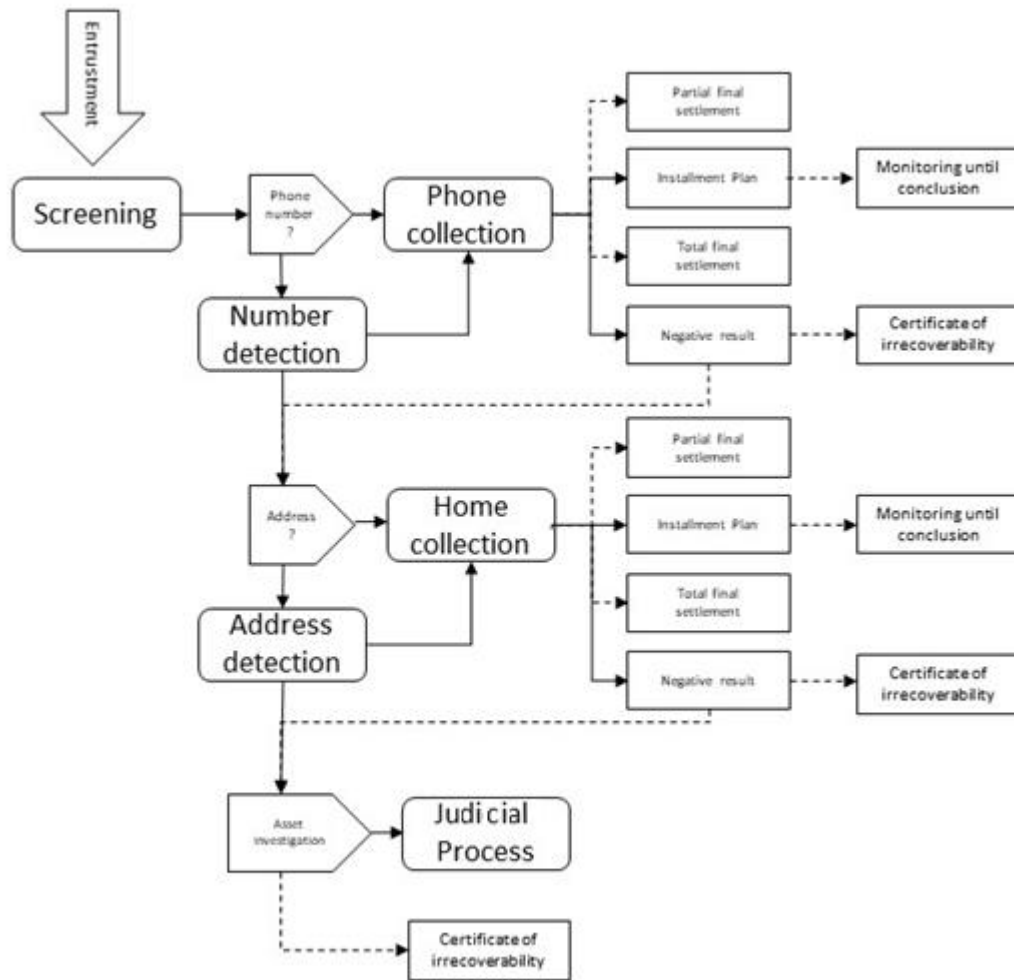 Entrustment
Screening
Phone
number
?
Phone
collection
Partial final
settlement
Installment Plan
Monitoring until
conclusion
Total final
settlement
Number
detection
Negative result
Certificate of
irrecoverability
Address
?
Home
collection
Partial final
settlement
Installment Plan
Monitoring until
conclusion
Total final
settlement
Address
detection
Negative result
Certificate of
irrecoverability
Asset
investigation
Judicial
Process
Certificate of
irrecoverability